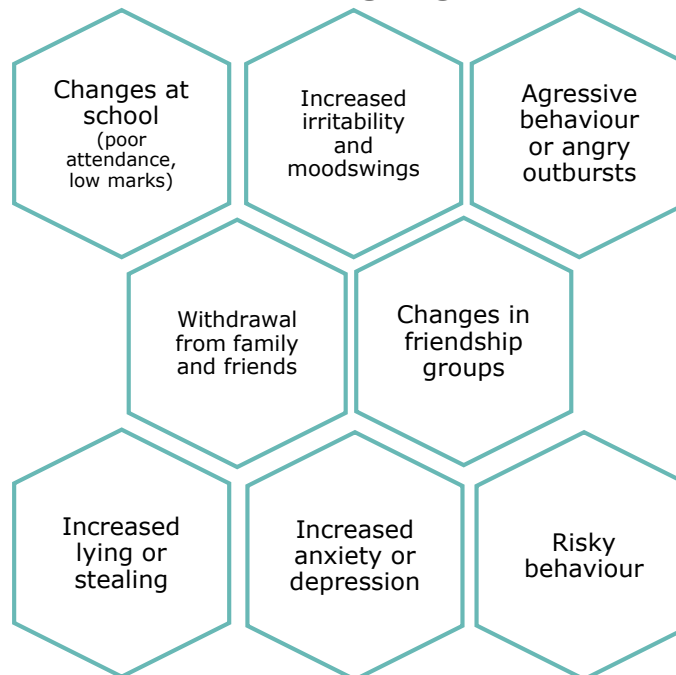 Changes at
school
(poor
attendance,
low marks)
Increased
irritability
and
moodswings
Agressive
behaviour
or angry
outbursts
Withdrawal
from family
and friends
Changes in
friendship
groups
Increased
lying or
stealing
Increased
anxiety or
depression
Risky
behaviour